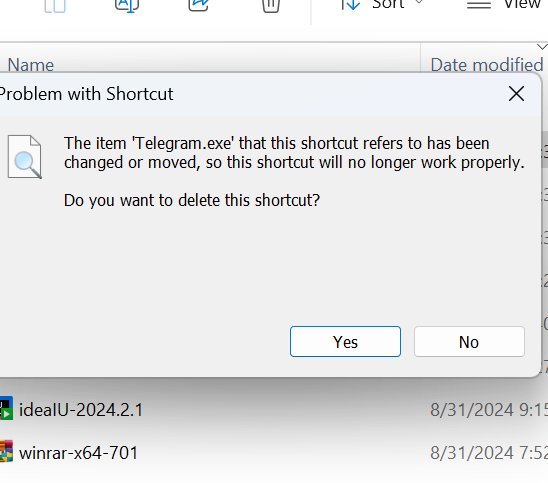 Sort
View
Name
Date modified
Problem with Shortcut
The item 'Telegram.exe' that this shortcut refers to has been
changed or moved, so this shortcut will no longer work properly.
Do you want to delete this shortcut?
Yes
No
ideaIU-2024.2.1
8/31/2024 9:15
winrar-x64-701
8/31/2024 7:52